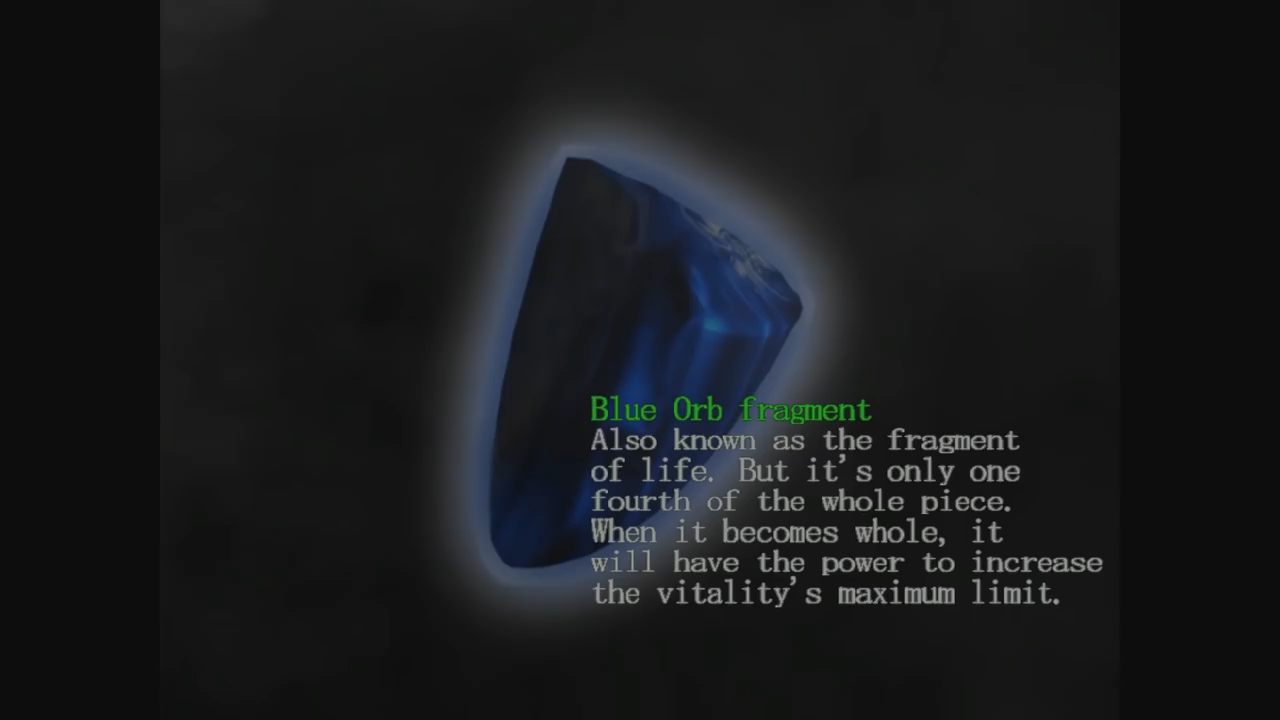 Blue Orb fragment
Also known as the fragment
of life. But it's only one
fourth of the whole piece.
When it becomes whole, it
will have the power to increase
the vitality's maximum limit.